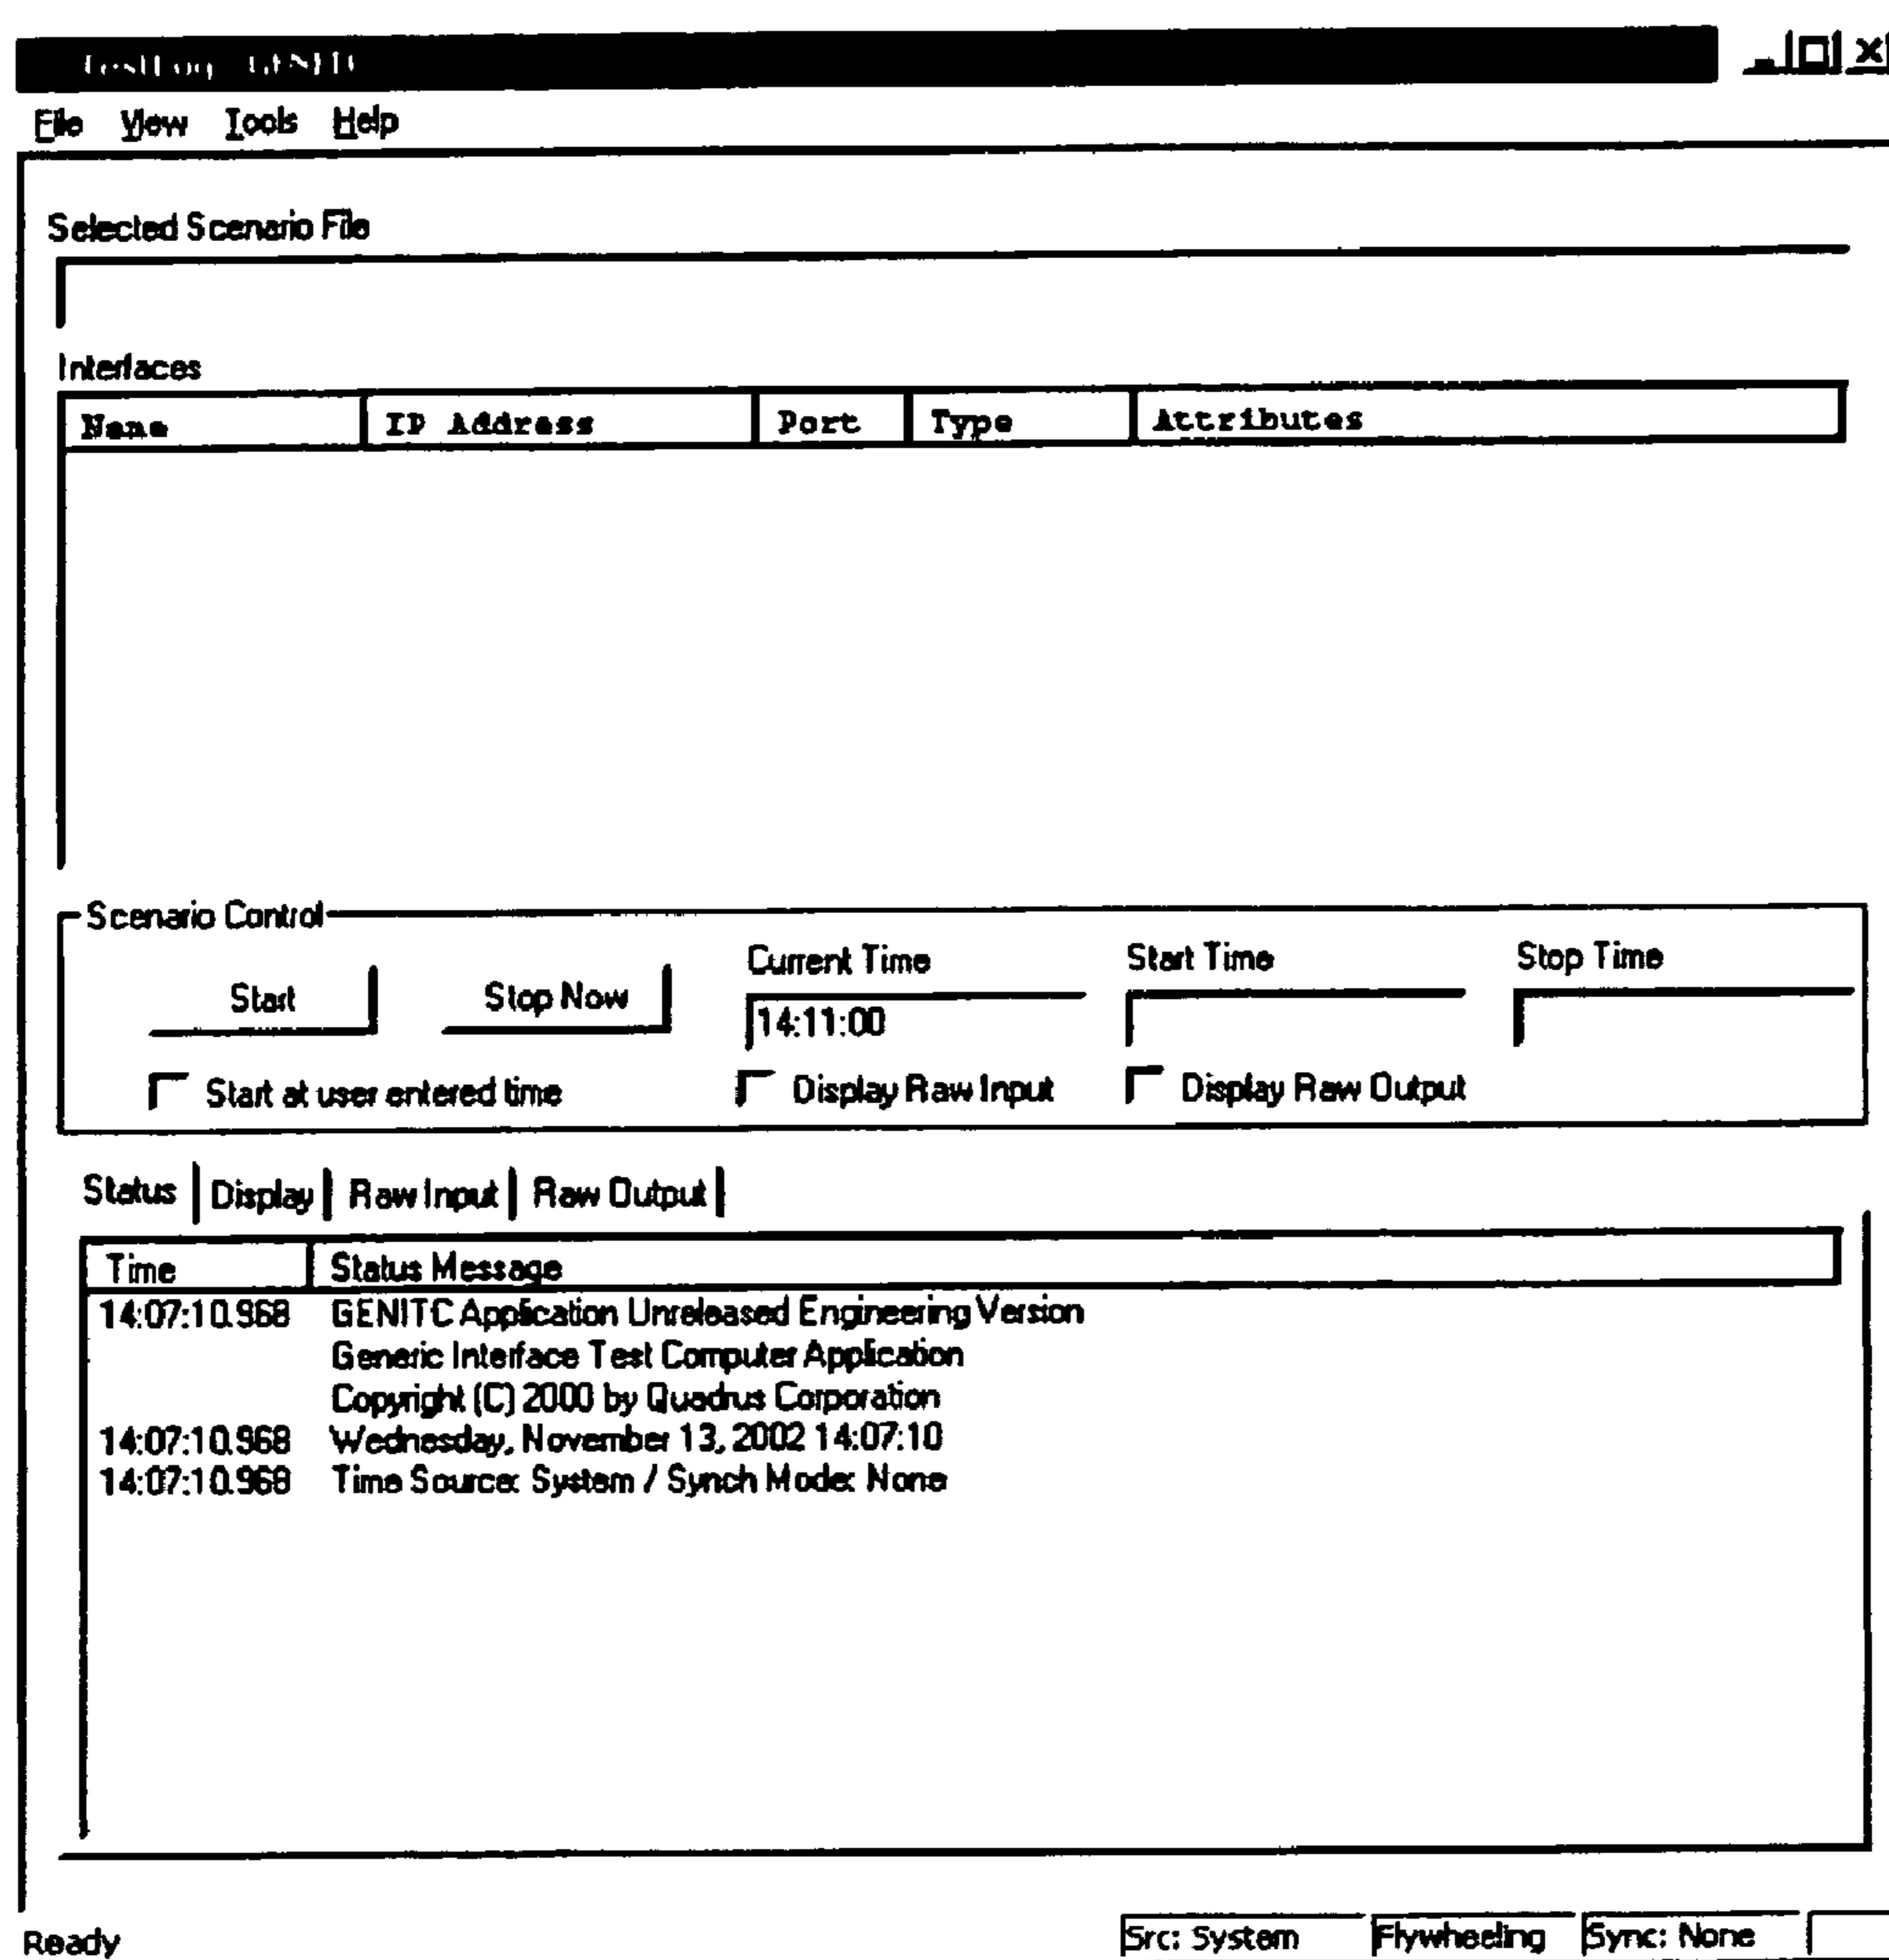 File View Tools Help
Selected Scenario File
Interfaces
Name IP Address Port Type Attributes
Scenario Control
Current Time Start Time Stop Time
Start Stop Now
14:11:00
Start at user entered time Display Raw Input Display Raw Output
Status Display Raw Input Raw Output
Time Status Message
14:07:10.968 GENITC Application Unreleased Engineering Version
Generic Interface Test Computer Application
Copyright (C) 2000 by Quadrus Corporation
14:07:10.968 Wednesday, November 13, 2002 14:07:10
14:07:10.968 Time Source: System / Synch Mode: None
Ready Src: System Flywheeling Sync: None